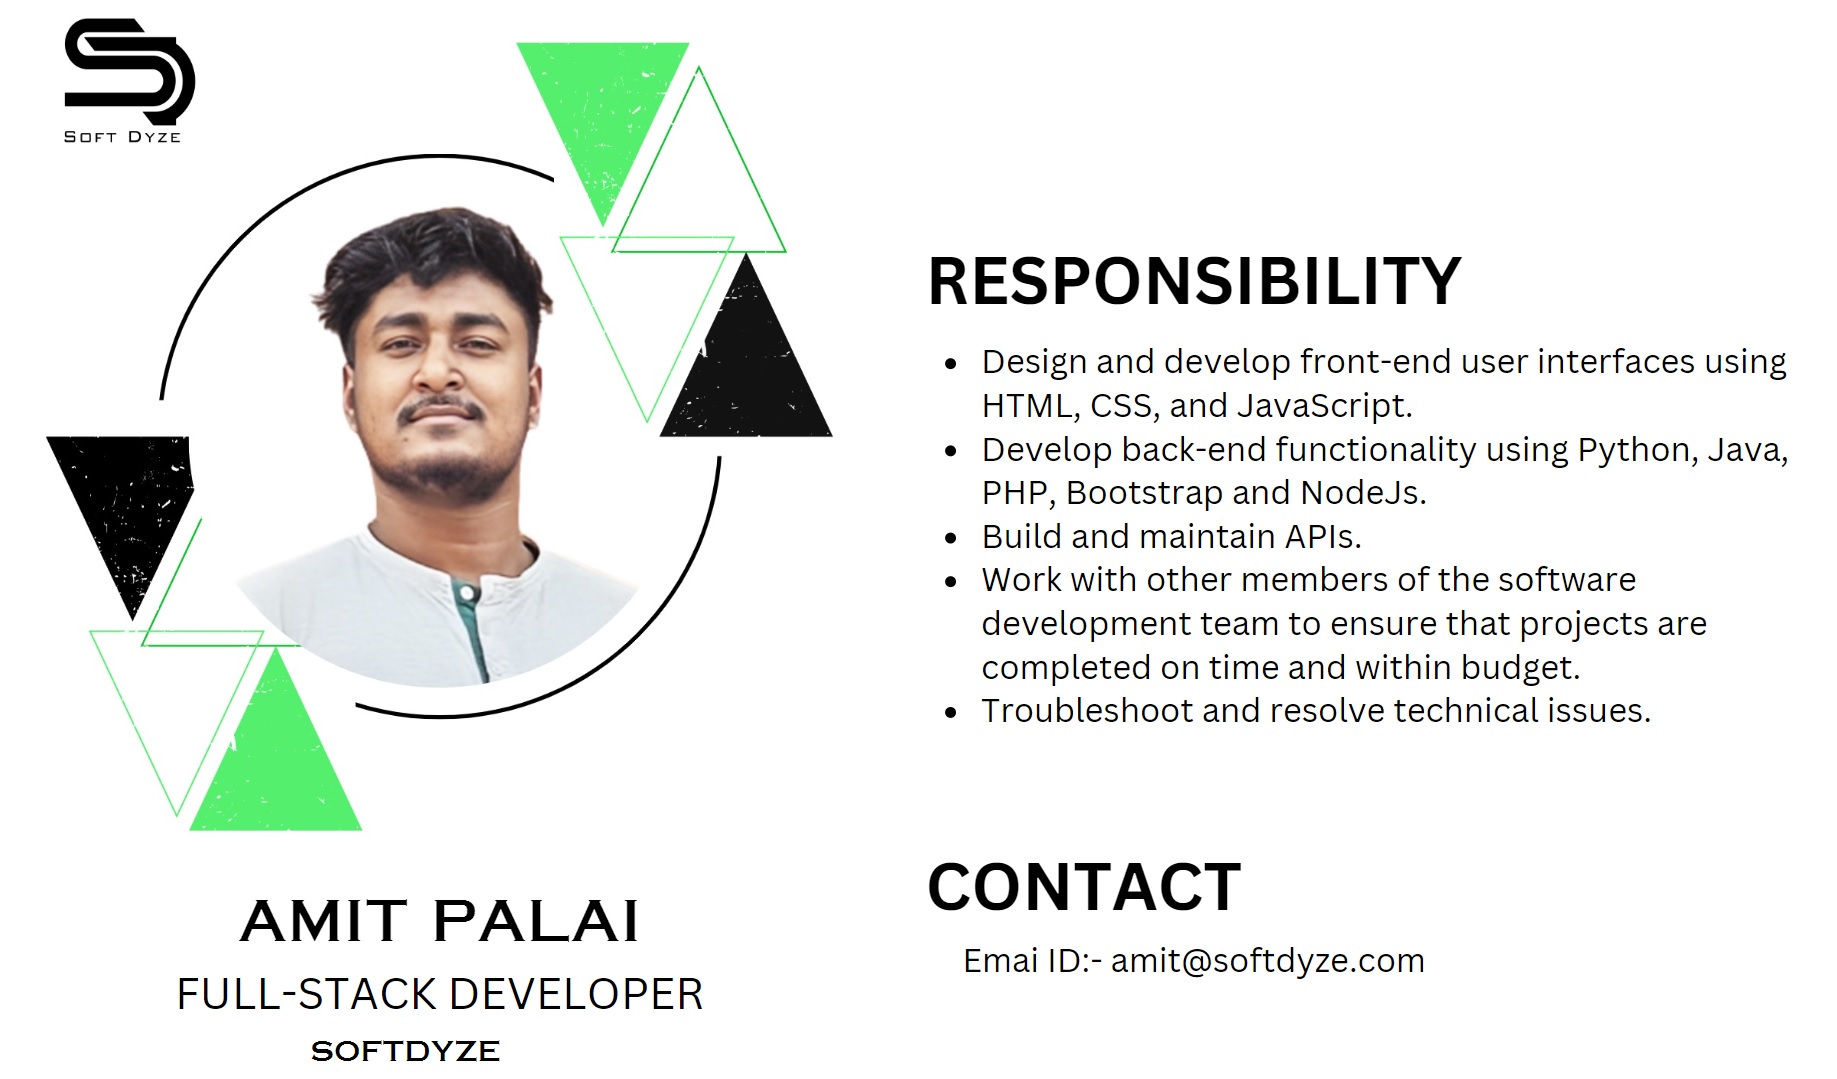 SOFT DYZE
RESPONSIBILITY
• Design and develop front-end user interfaces using
HTML, CSS, and JavaScript.
• Develop back-end functionality using Python, Java,
PHP, Bootstrap and NodeJs.
• Build and maintain APIs.
• Work with other members of the software
development team to ensure that projects are
completed on time and within budget.
• Troubleshoot and resolve technical issues.
CONTACT
Emai ID:- amit@softdyze.com
AMIT PALAI
FULL-STACK DEVELOPER
SOFTDYZE